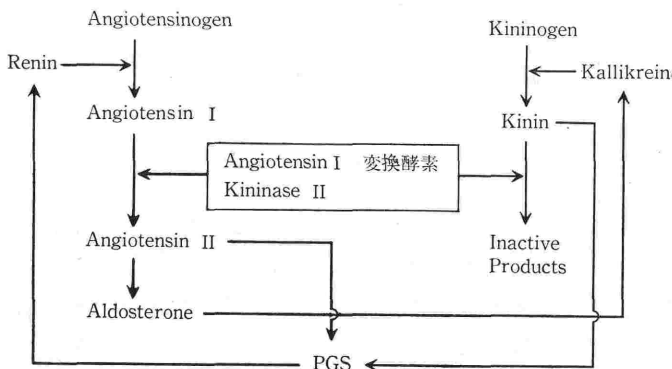 Angiotensinogen
Kininogen
Renin
Kallikrein
Angiotensin I
Kinin
Angiotensin I 変換酵素
Kininase II
Angiotensin II
Inactive
Products
Aldosterone
PGS